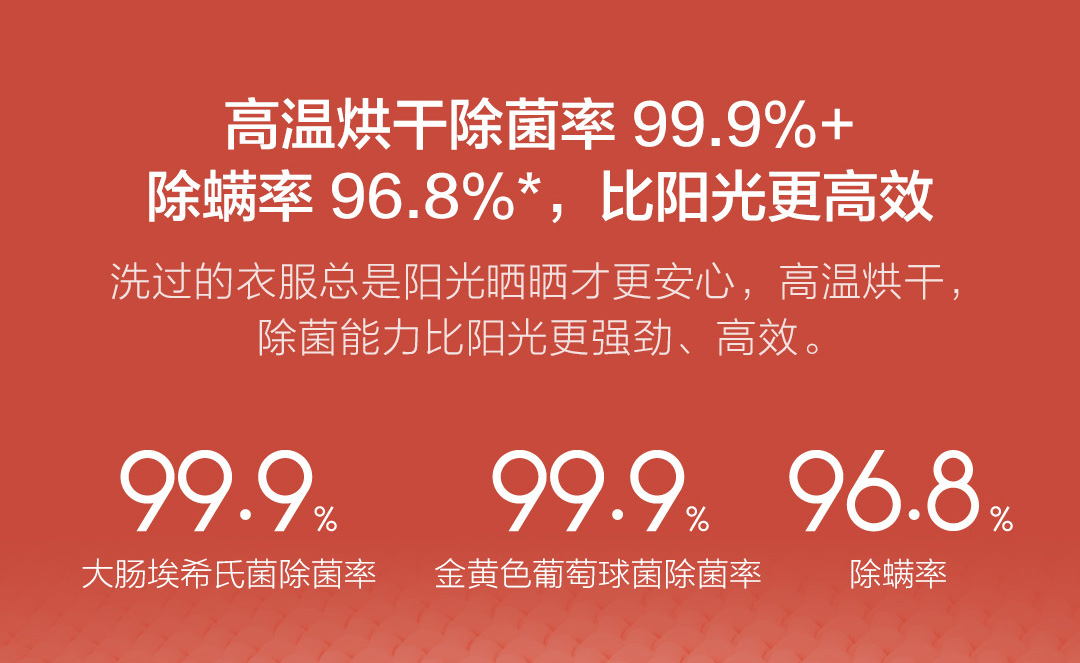 高温烘干除菌率 99.9%+
除螨率 96.8%*，比阳光更高效
洗过的衣服总是阳光晒晒才更安心，高温烘干，
除菌能力比阳光更强劲、高效。
99.9% 99.9% 96.8%
大肠埃希氏菌除菌率 金黄色葡萄球菌除菌率 除螨率